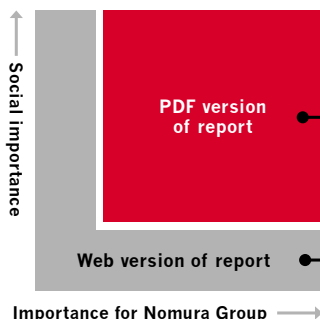 Social importance
PDF version
of report
Web version of report
Importance for Nomura Group